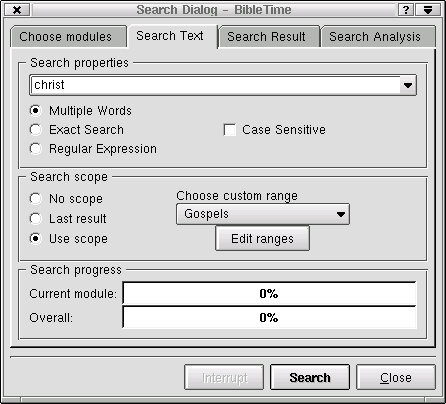 Search Dialog - BibleTime
Choose modules Search Text Search Result Search Analysis
Search properties
christ
Multiple Words
Exact Search Case Sensitive
Regular Expression
Search scope
No scope Choose custom range
Last result Gospels
Use scope Edit ranges
Search progress
Current module: 0%
Overall: 0%
Interrupt Search Close